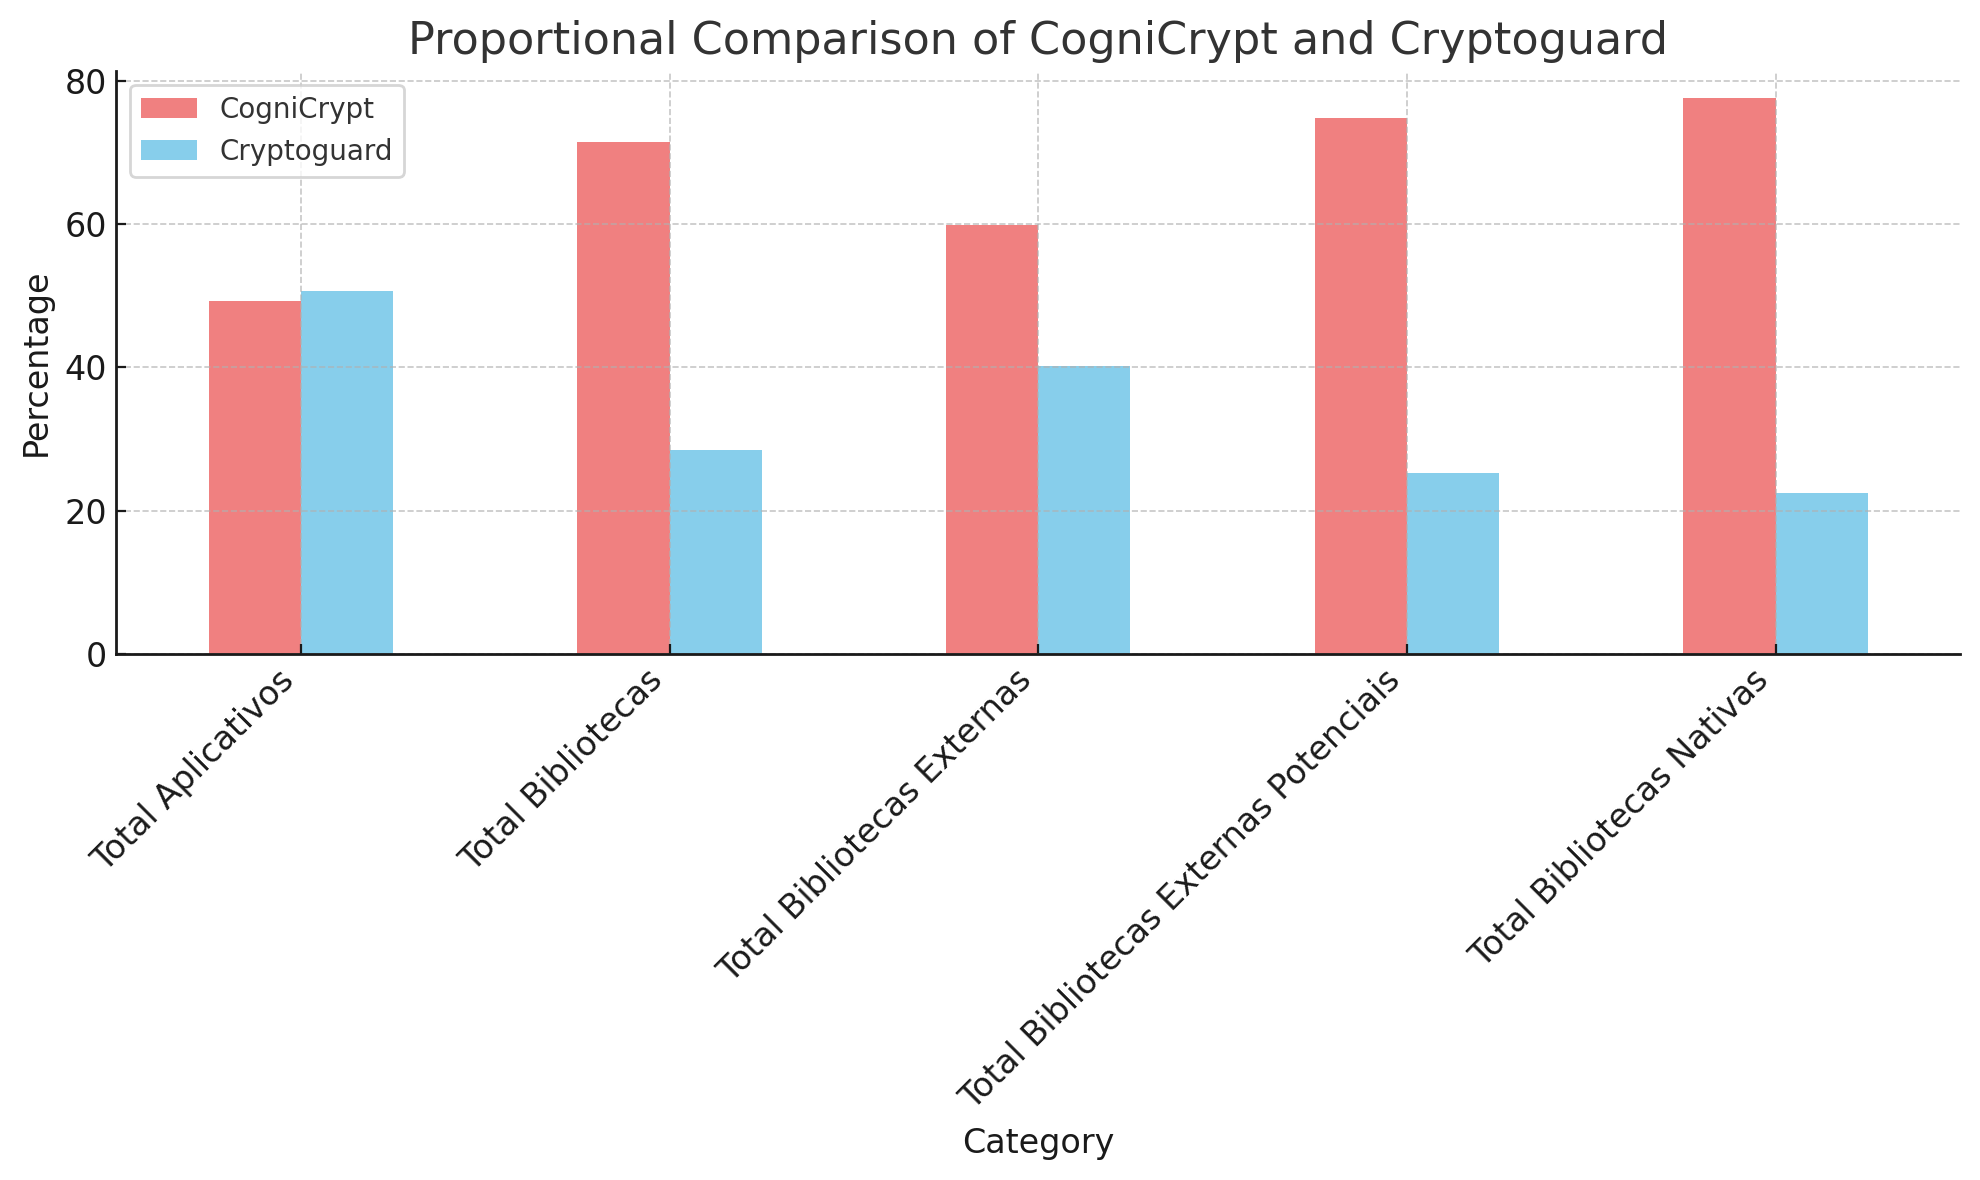 Proportional Comparison of CogniCrypt and Cryptoguard
CogniCrypt
Cryptoguard
Percentage
80
60
40
20
0
Total Aplicativos
Total Bibliotecas
Total Bibliotecas Externas
Total Bibliotecas Externas Potenciais
Total Bibliotecas Nativas
Category